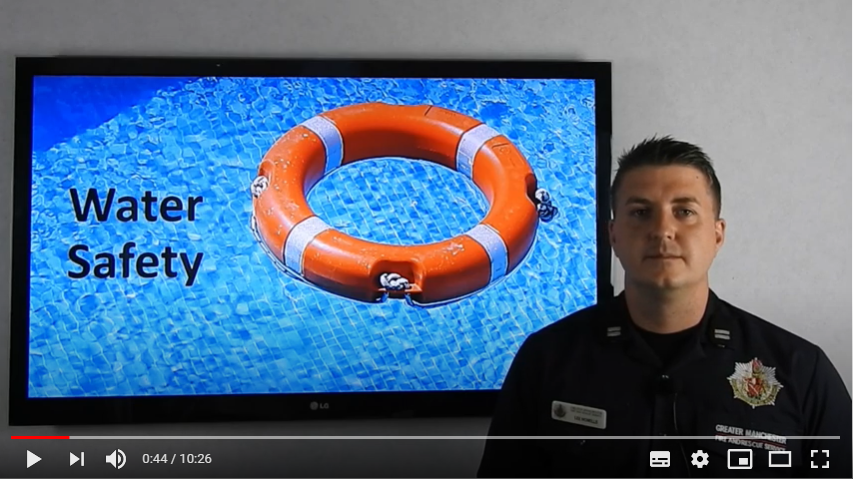 Water
Safety
LG
GREATER MANCHESTER
FIRE AND RESCUE SERVICE
0:44 / 10:26